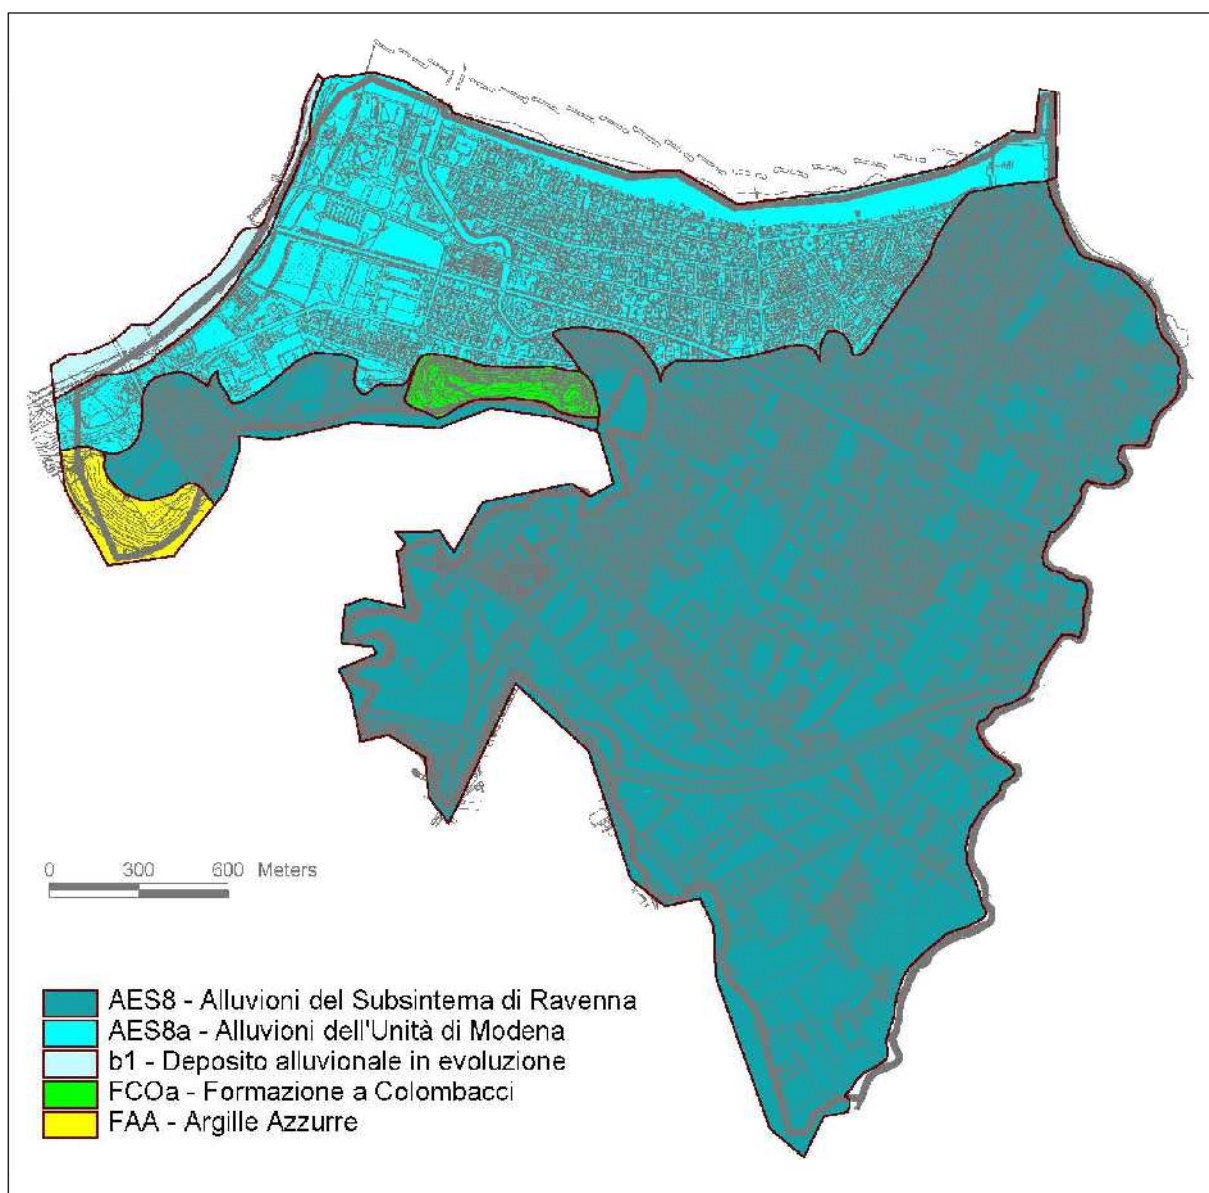 0 300 600 Meters
AES8 - Alluvioni del Subsintema di Ravenna
AES8a - Alluvioni dell'Unità di Modena
b1 - Deposito alluvionale in evoluzione
FCOa - Formazione a Colombacci
FAA - Argille Azzurre